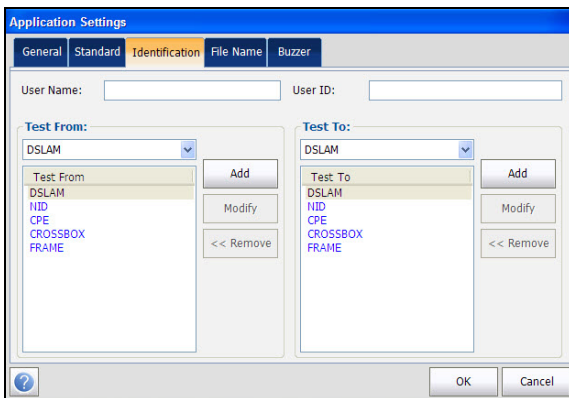 Application Settings
General Standard Identification File Name Buzzer
User Name: User ID:
Test From: Test To:
DSLAM DSLAM
Test From Add Test To Add
DSLAM DSLAM
NID Modify NID Modify
CPE CPE
CROSSBOX << Remove CROSSBOX << Remove
FRAME FRAME
? OK Cancel